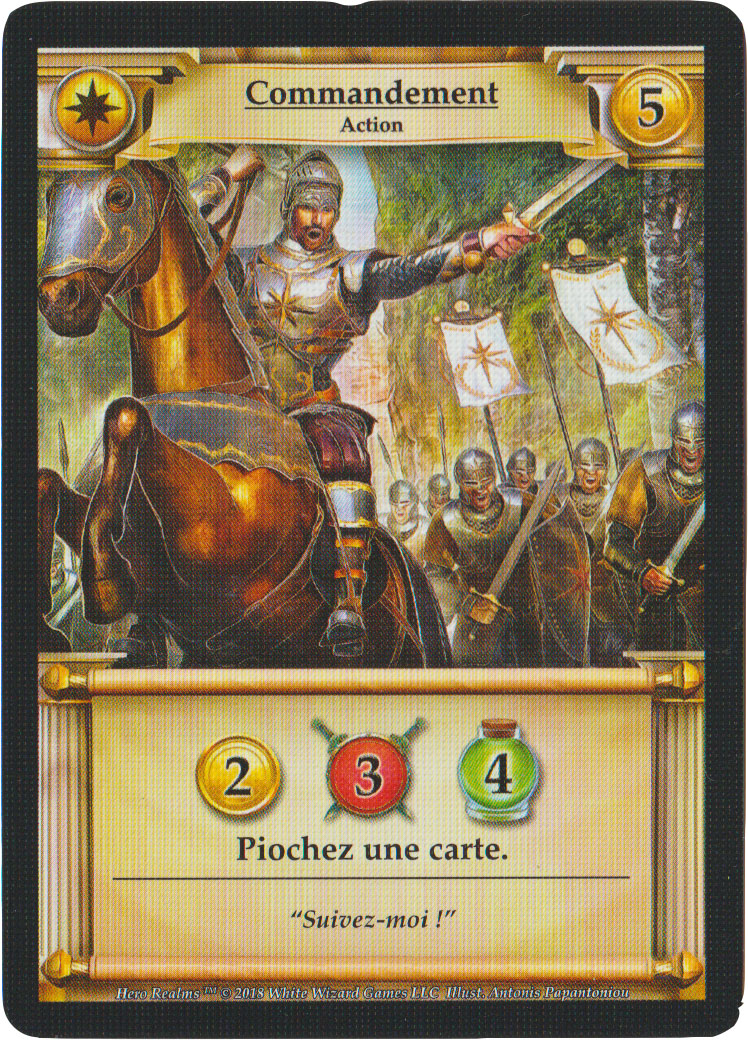 Commandement
5
Action
2 3 4
Piochez une carte.
“Suivez-moi !”
Hero Realms™ © 2018 White Wizard Games LLC Illust. Antonis Papantoniou